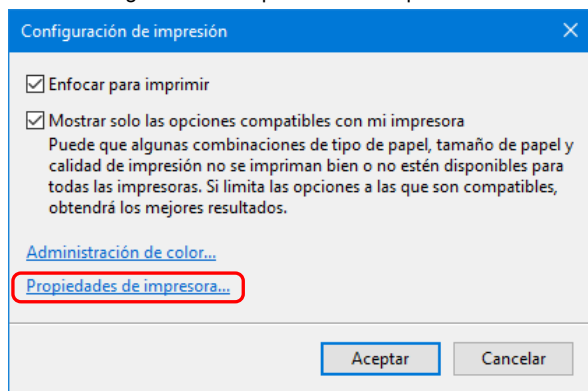 Configuración de impresión
Enfocar para imprimir
Mostrar solo las opciones compatibles con mi impresora
Puede que algunas combinaciones de tipo de papel, tamaño de papel y
calidad de impresión no se impriman bien o no estén disponibles para
todas las impresoras. Si limita las opciones a las que son compatibles,
obtendrá los mejores resultados.
Administración de color...
Propiedades de impresora...
Aceptar Cancelar